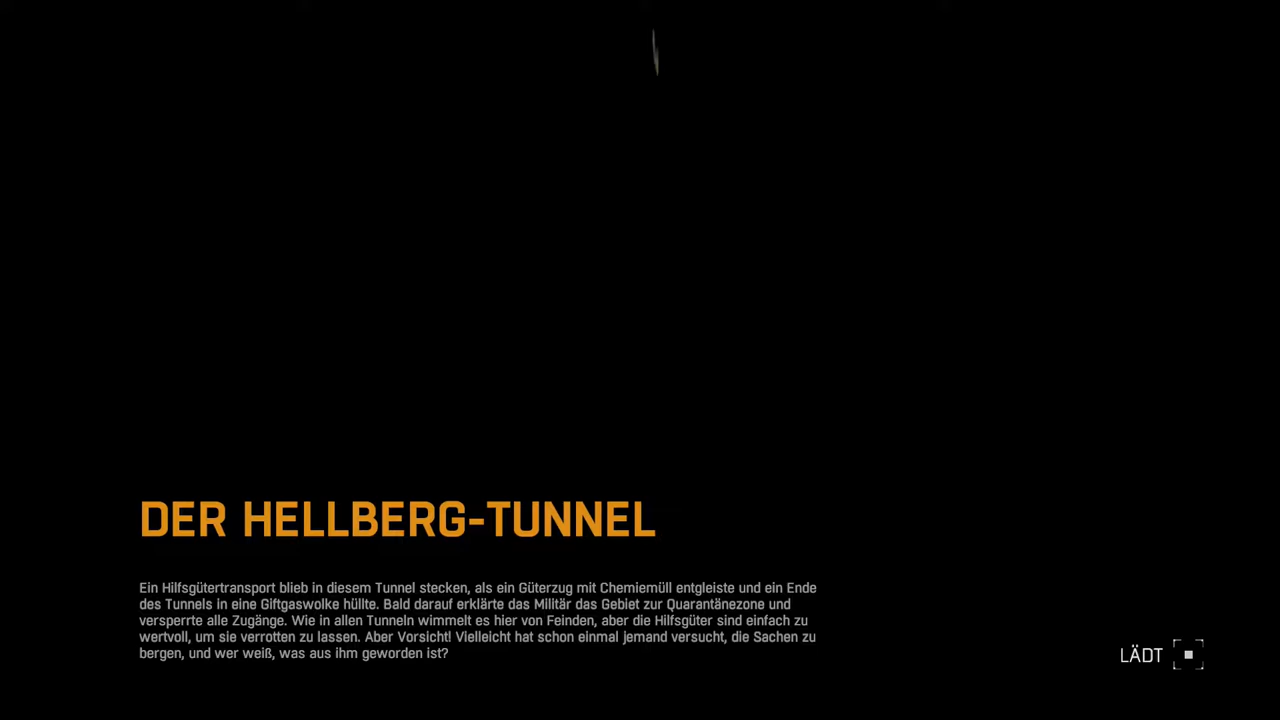 DER HELLBERG-TUNNEL
Ein Hilfsgütertransport blieb in diesem Tunnel stecken, als ein Güterzug mit Chemiemüll entgleiste und ein Ende
des Tunnels in eine Giftgaswolke hüllte. Bald darauf erklärte das Militär das Gebiet zur Quarantänezone und
versperrte alle Zugänge. Wie in allen Tunneln wimmelt es hier von Feinden, aber die Hilfsgüter sind einfach zu
wertvoll, um sie verrotten zu lassen. Aber Vorsicht! Vielleicht hat schon einmal jemand versucht, die Sachen zu
bergen, und wer weiß, was aus ihm geworden ist?
LÄDT